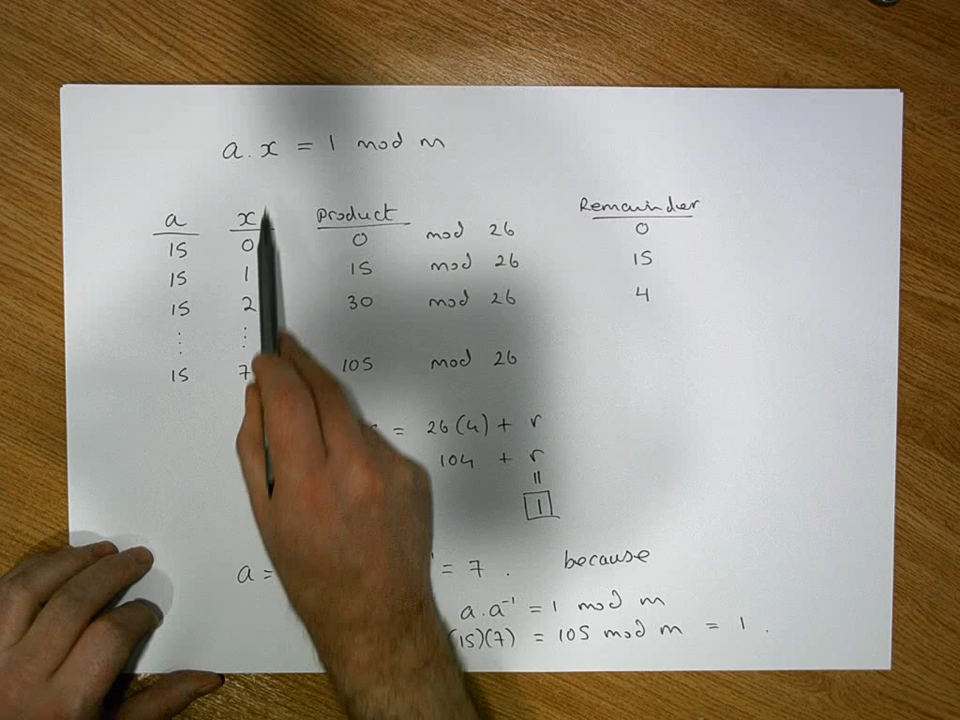 a . x = 1 mod m
a x Product Remainder
15 0 0 mod 26 0
15 1 15 mod 26 15
15 2 30 mod 26 4
⋮ ⋮
15 7 105 mod 26
= 26(4) + r
104 + r
=
1
a = = 7 . because
a . a⁻¹ = 1 mod m
(15)(7) = 105 mod m = 1 .